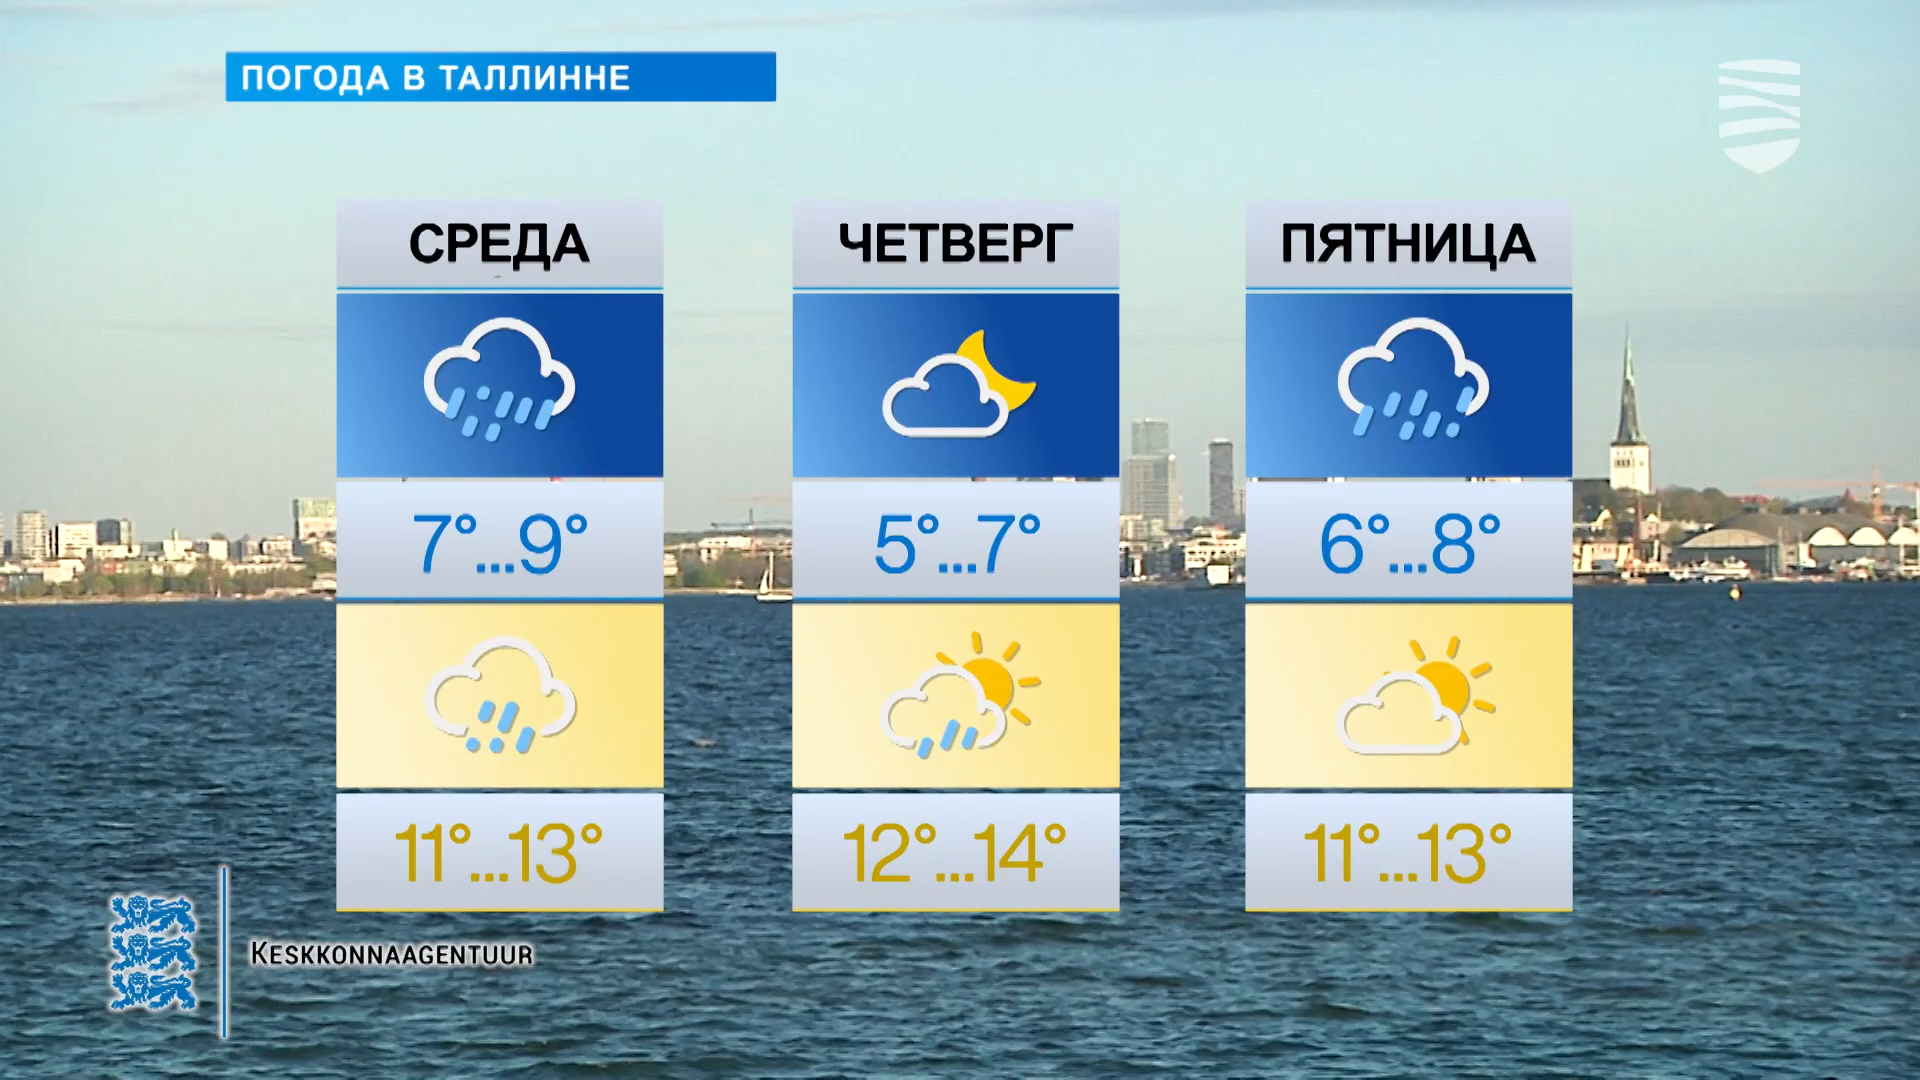 ПОГОДА В ТАЛЛИННЕ
СРЕДА ЧЕТВЕРГ ПЯТНИЦА
7°...9° 5°...7° 6°...8°
11°...13° 12°...14° 11°...13°
KESKKONNAAGENTUUR